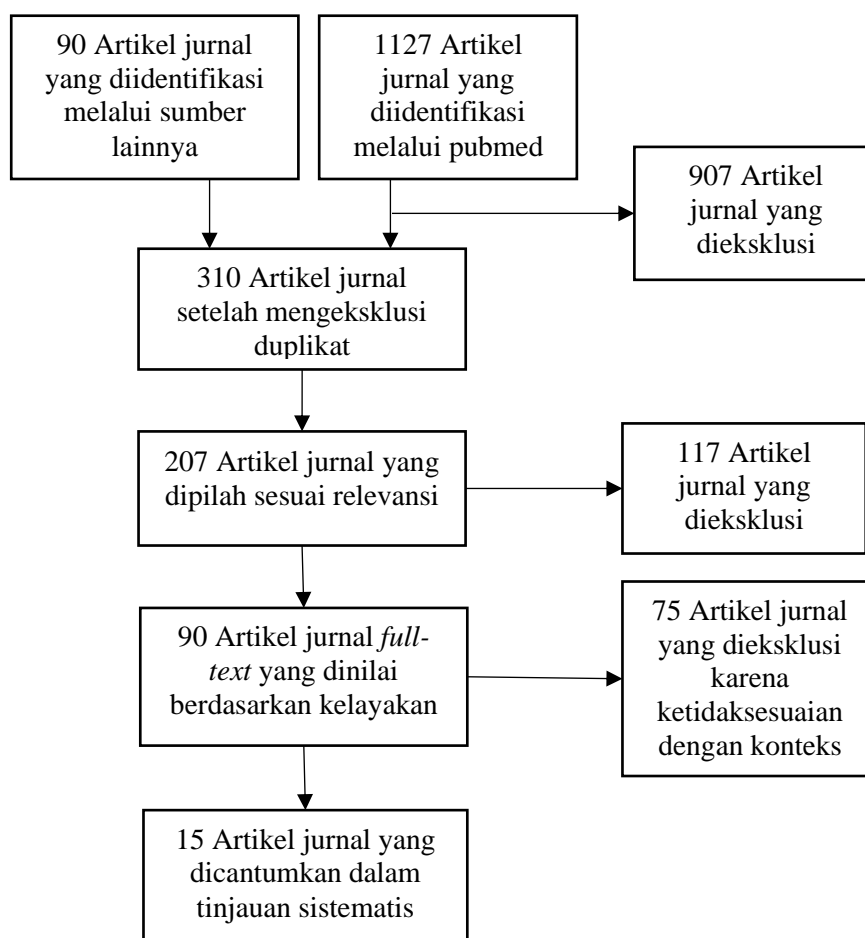 90 Artikel jurnal
yang diidentifikasi
melalui sumber
lainnya
1127 Artikel
jurnal yang
diidentifikasi
melalui pubmed
907 Artikel
jurnal yang
dieksklusi
310 Artikel jurnal
setelah mengeksklusi
duplikat
207 Artikel jurnal yang
dipilah sesuai relevansi
117 Artikel
jurnal yang
dieksklusi
90 Artikel jurnal full-
text yang dinilai
berdasarkan kelayakan
75 Artikel jurnal
yang dieksklusi
karena
ketidaksesuaian
dengan konteks
15 Artikel jurnal yang
dicantumkan dalam
tinjauan sistematis